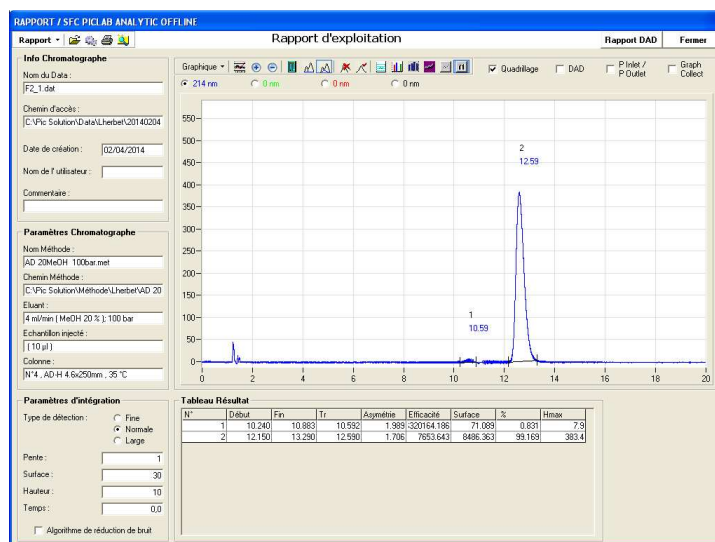 RAPPORT / SFC PICLAB ANALYTIC OFFLINE
Rapport
Rapport d'exploitation
Rapport DAD
Fermer
Info Chromatographe
Nom du Data :
F2_1.dat
Chemin d'accès :
C:\Pic Solution\Data\Lherbet\20140204
Date de création :
02/04/2014
Nom de l' utilisateur :
Commentaire :
Paramètres Chromatographe
Nom Méthode :
AD 20MeOH 100bar.met
Chemin Méthode :
C:\Pic Solution\Méthode\Lherbet\AD 20
Eluant :
4 ml/min ( MeOH 20 % ); 100 bar
Echantillon injecté :
( 10 µl )
Colonne :
N°4 , AD-H 4.6x250mm , 35 °C
Graphique
Quadrillage
DAD
P Inlet / P Outlet
Graph Collect
214 nm
0 nm
0 nm
0 nm
550
500
450
400
350
300
250
200
150
100
50
0
2
12.59
1
10.59
0 2 4 6 8 10 12 14 16 18 20
Paramètres d'intégration
Type de détection :
Fine
Normale
Large
Pente :
1
Surface :
30
Hauteur :
10
Temps :
0,0
Algorithme de réduction de bruit
Tableau Résultat
N° Début Fin Tr Asymétrie Efficacité Surface % Hmax
1 10.240 10.883 10.592 1.989 320164.186 71.089 0.831 7.9
2 12.150 13.290 12.590 1.706 7653.643 8486.363 99.169 383.4